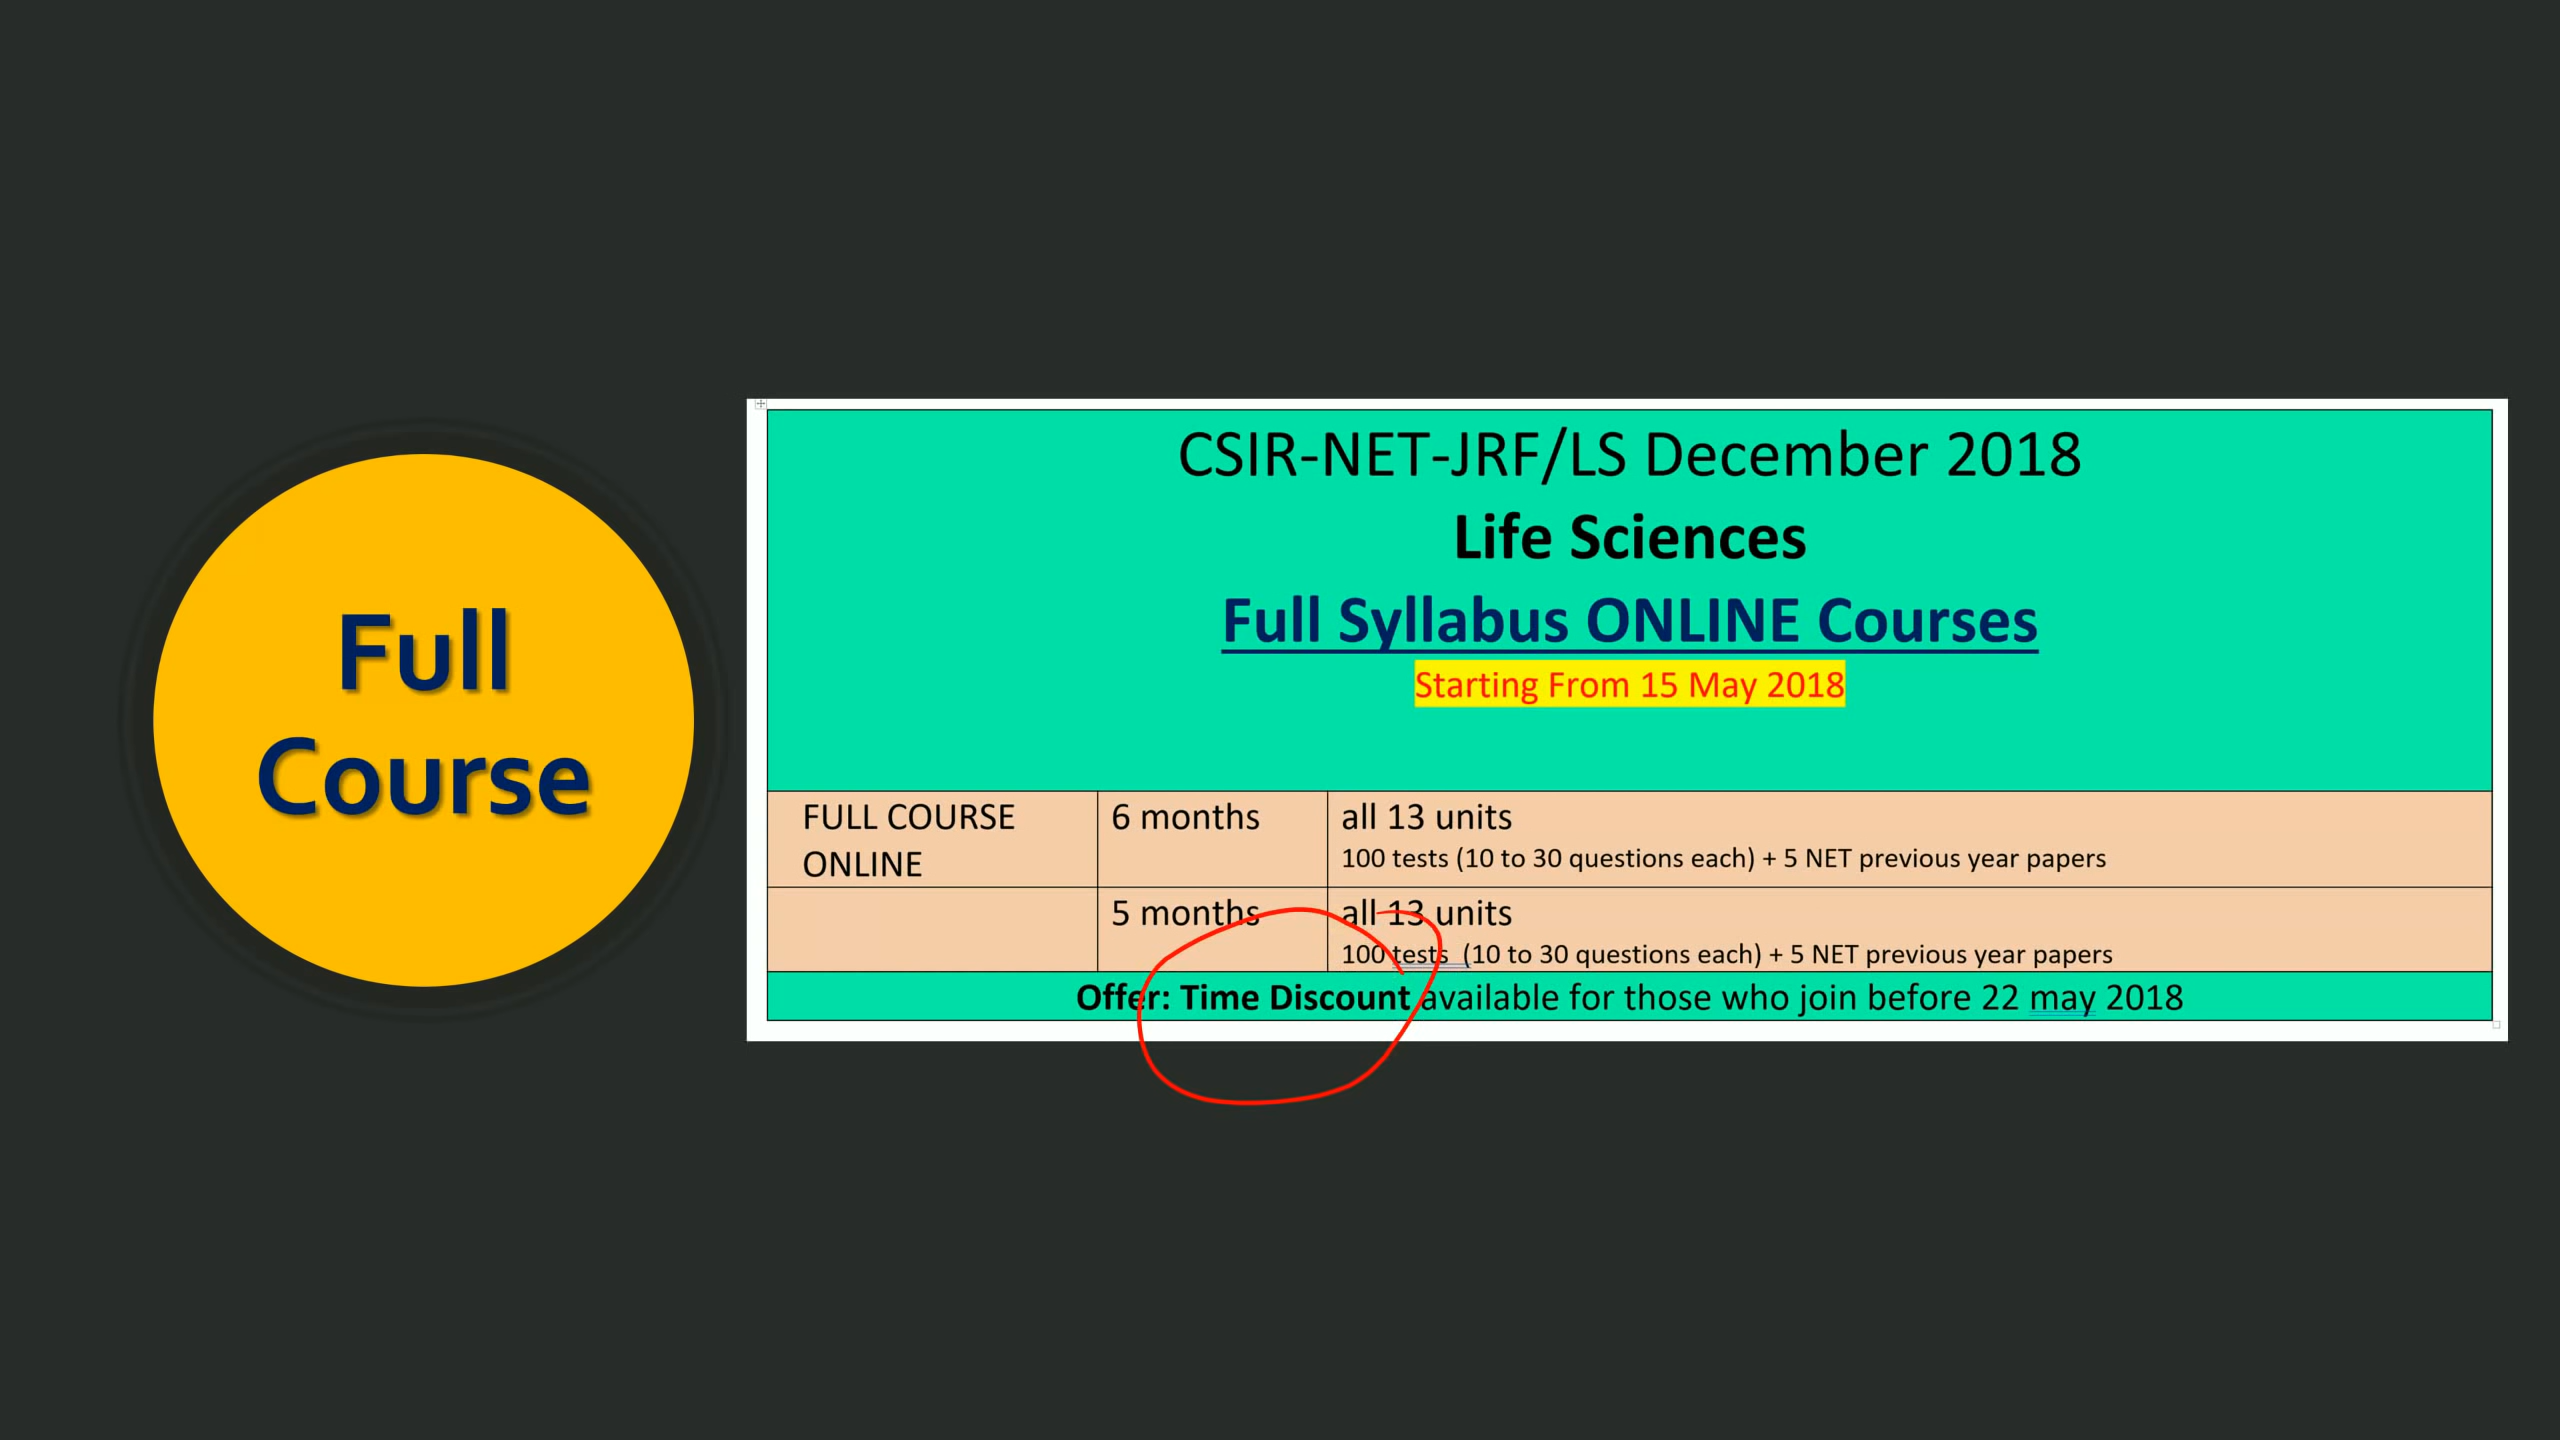 Full
Course
CSIR-NET-JRF/LS December 2018
Life Sciences
Full Syllabus ONLINE Courses
Starting From 15 May 2018
FULL COURSE
ONLINE
6 months
all 13 units
100 tests (10 to 30 questions each) + 5 NET previous year papers
5 months
all 13 units
100 tests  (10 to 30 questions each) + 5 NET previous year papers
Offer: Time Discount available for those who join before 22 may 2018